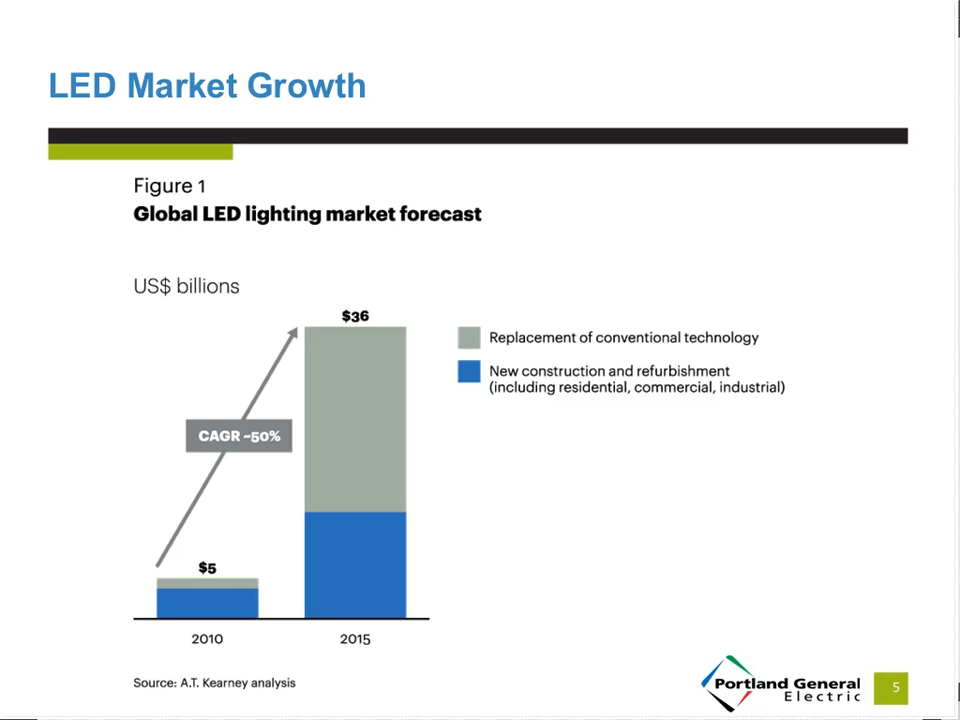 LED Market Growth
Figure 1
Global LED lighting market forecast
US$ billions
$36
Replacement of conventional technology
New construction and refurbishment
(including residential, commercial, industrial)
CAGR ~50%
$5
2010
2015
Source: A.T. Kearney analysis
Portland General
Electric
5